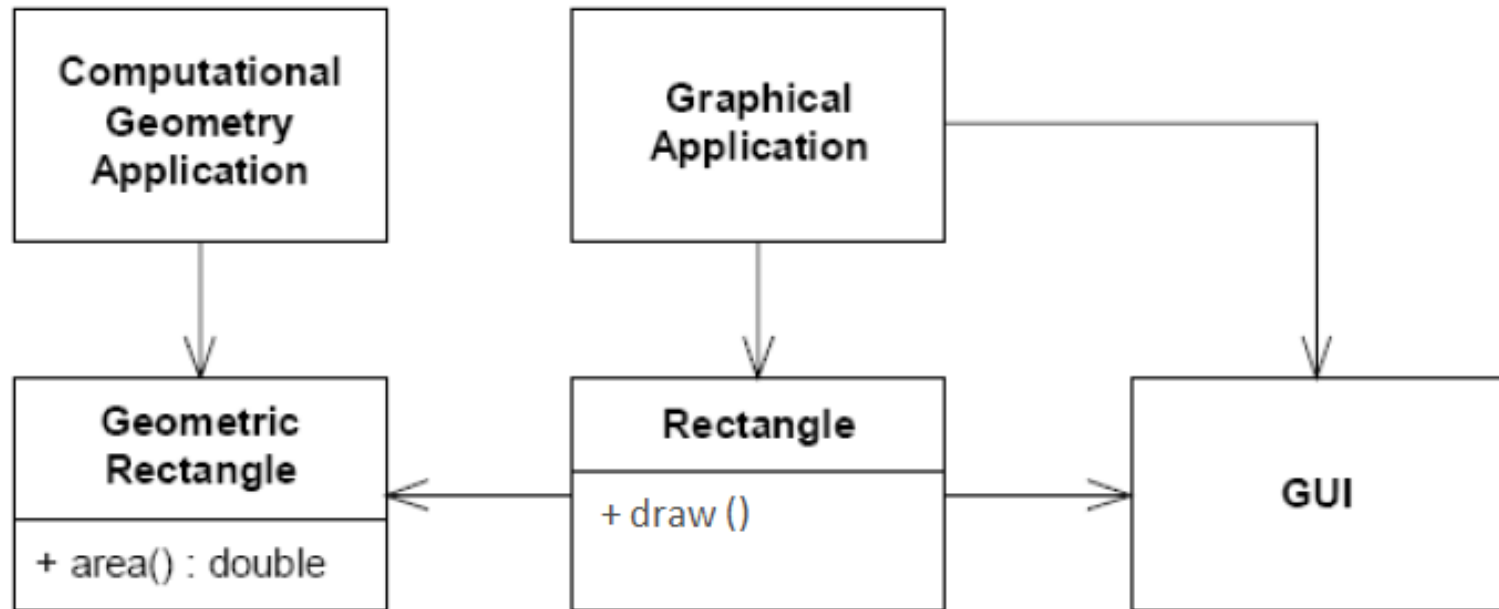 Computational
Geometry
Application
Graphical
Application
Geometric
Rectangle
+ area() : double
Rectangle
+ draw ()
GUI